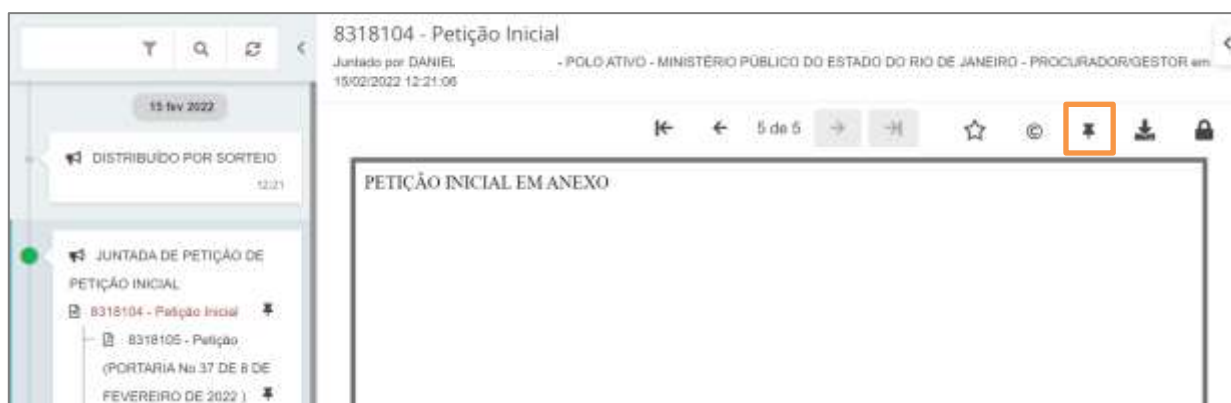 15 fev 2022
DISTRIBUÍDO POR SORTEIO
12:21
JUNTADA DE PETIÇÃO DE
PETIÇÃO INICIAL
8318104 - Petição Inicial
8318105 - Petição
(PORTARIA No 37 DE 8 DE
FEVEREIRO DE 2022 )
8318104 - Petição Inicial
Juntado por DANIEL - POLO ATIVO - MINISTÉRIO PÚBLICO DO ESTADO DO RIO DE JANEIRO - PROCURADOR/GESTOR em
15/02/2022 12:21:06
5 de 5
PETIÇÃO INICIAL EM ANEXO